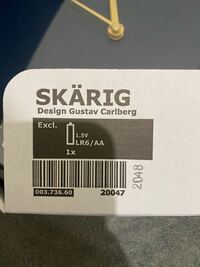 SKÄRIG
Design Gustav Carlberg
Excl.
1.5V
LR6/AA
1x
003.736.60
20047
2048